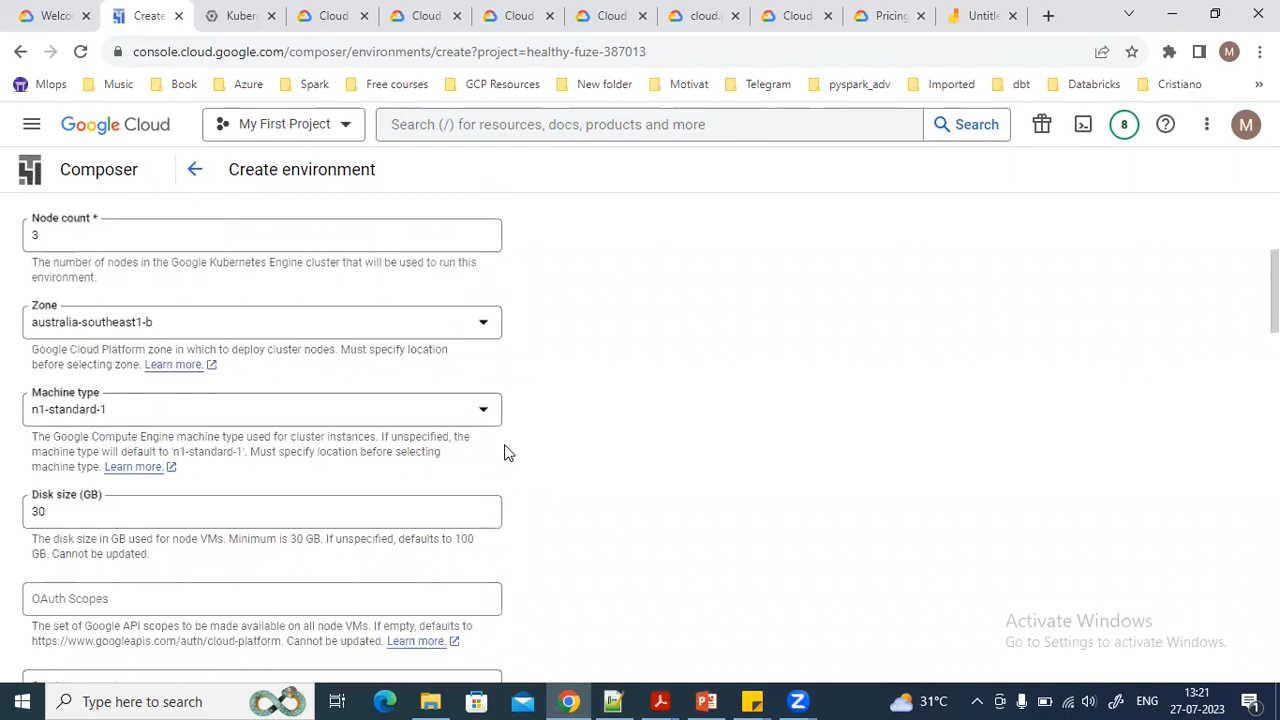 Welco
Create
Kuberr
Cloud
Cloud
Cloud
Cloud
cloud.g
Cloud
Pricing
Untitle
console.cloud.google.com/composer/environments/create?project=healthy-fuze-387013
M
Mlops
Music
Book
Azure
Spark
Free courses
GCP Resources
New folder
Motivat
Telegram
pyspark_adv
Imported
dbt
Databricks
Cristiano
»
Google Cloud
My First Project
Search (/) for resources, docs, products and more
Search
8
M
Composer
Create environment
Node count *
3
The number of nodes in the Google Kubernetes Engine cluster that will be used to run this
environment.
Zone
australia-southeast1-b
Google Cloud Platform zone in which to deploy cluster nodes. Must specify location
before selecting zone. Learn more.
Machine type
n1-standard-1
The Google Compute Engine machine type used for cluster instances. If unspecified, the
machine type will default to 'n1-standard-1'. Must specify location before selecting
machine type. Learn more.
Disk size (GB)
30
The disk size in GB used for node VMs. Minimum is 30 GB. If unspecified, defaults to 100
GB. Cannot be updated.
OAuth Scopes
The set of Google API scopes to be made available on all node VMs. If empty, defaults to
https://www.googleapis.com/auth/cloud-platform. Cannot be updated. Learn more.
Activate Windows
Go to Settings to activate Windows.
Type here to search
31°C
ENG
13:21
27-07-2023
1